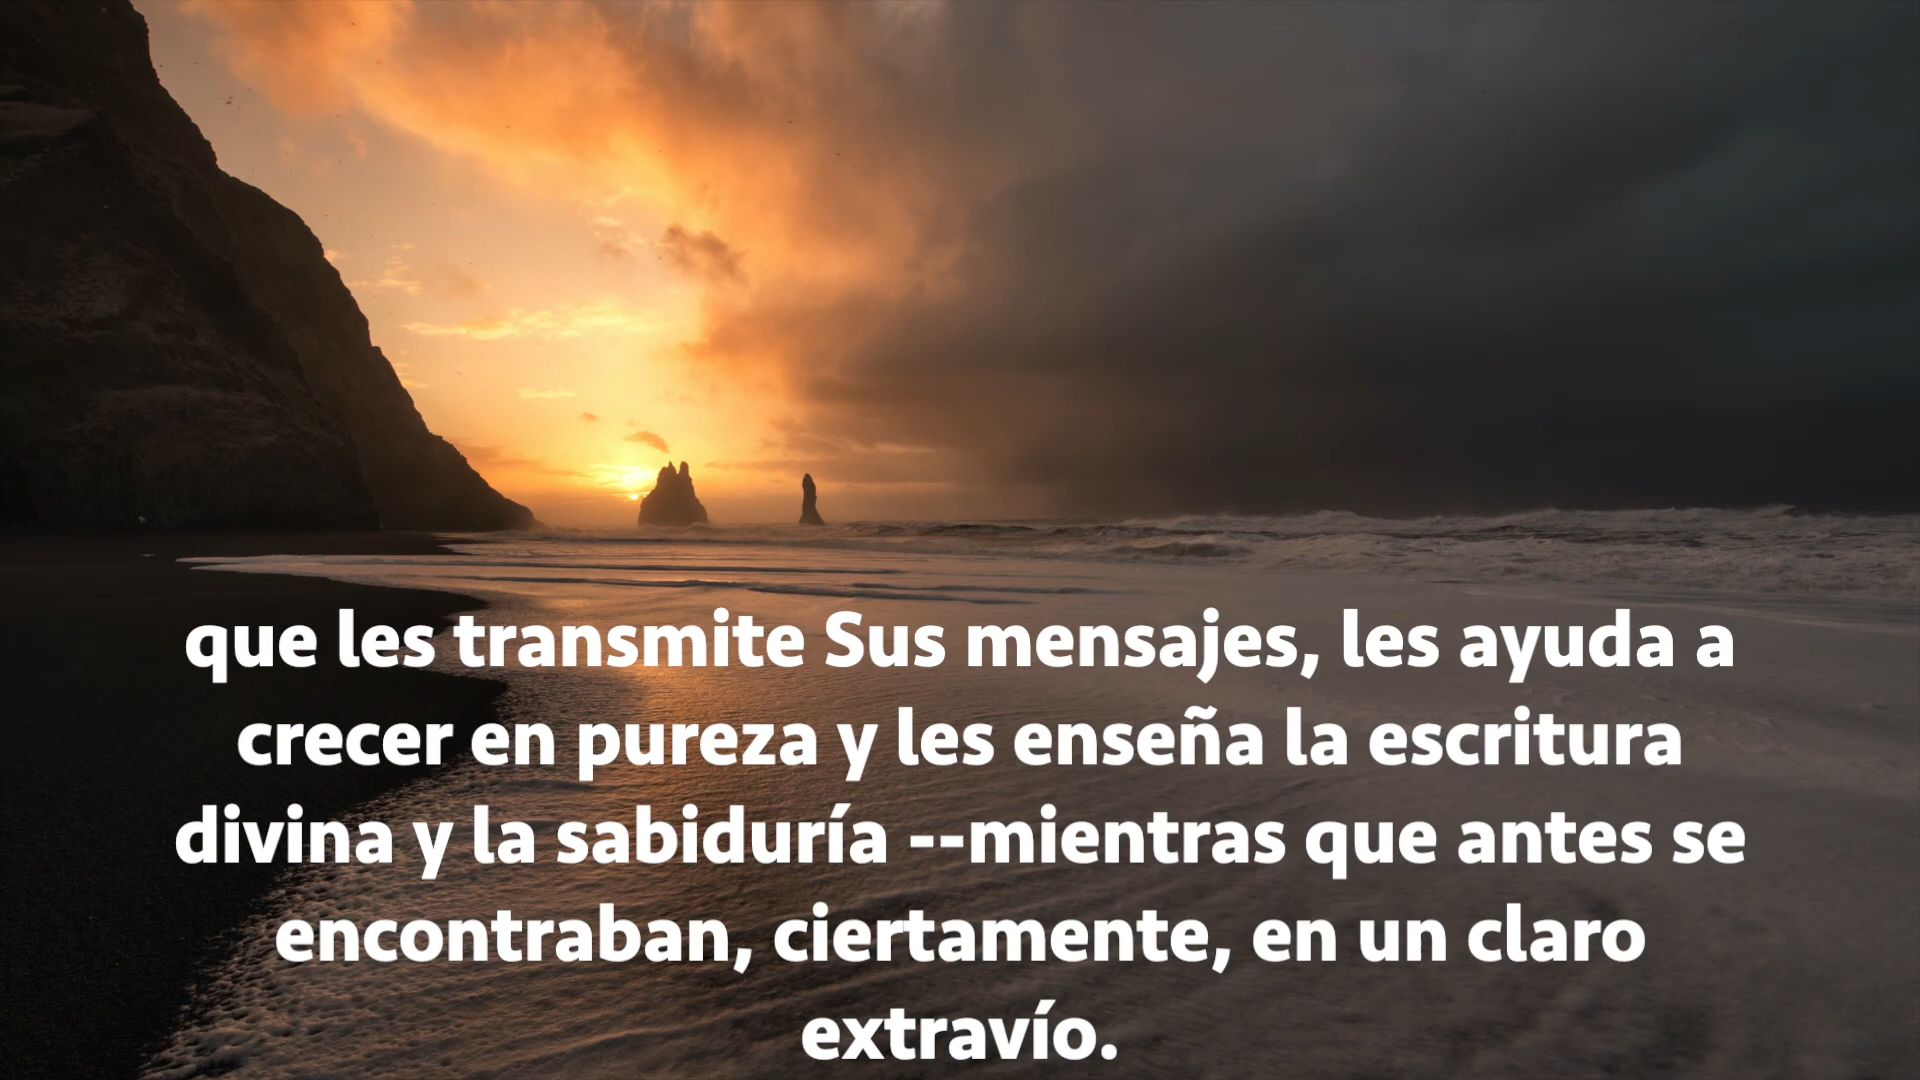 que les transmite Sus mensajes, les ayuda a
crecer en pureza y les enseña la escritura
divina y la sabiduría --mientras que antes se
encontraban, ciertamente, en un claro
extravío.